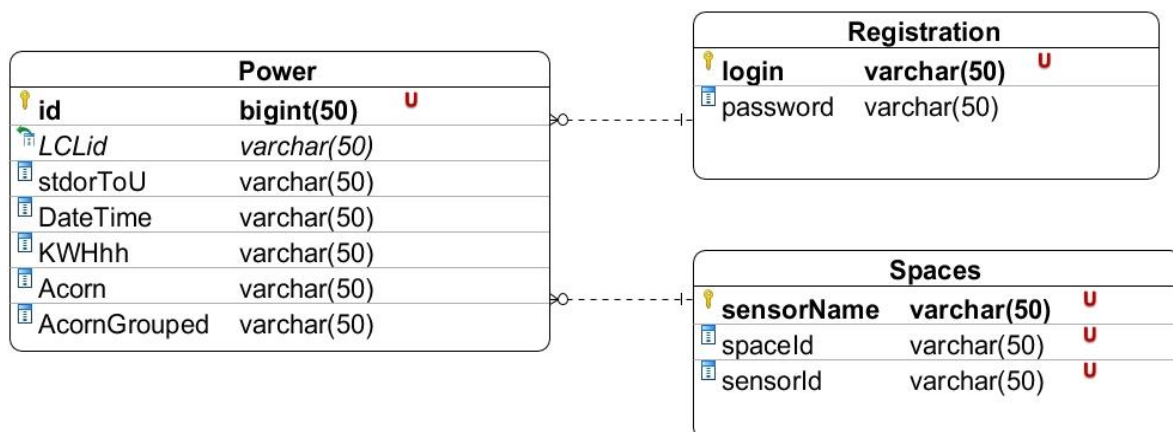 Power
id bigint(50) U
LCLid varchar(50)
stdorToU varchar(50)
DateTime varchar(50)
KWHhh varchar(50)
Acorn varchar(50)
AcornGrouped varchar(50)
Registration
login varchar(50) U
password varchar(50)
Spaces
sensorName varchar(50) U
spaceId varchar(50) U
sensorId varchar(50) U